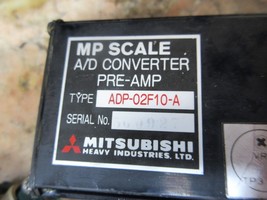 MP SCALE
A/D CONVERTER
PRE-AMP
TYPE ADP-02F10-A
SERIAL No.
MITSUBISHI
HEAVY INDUSTRIES, LTD.